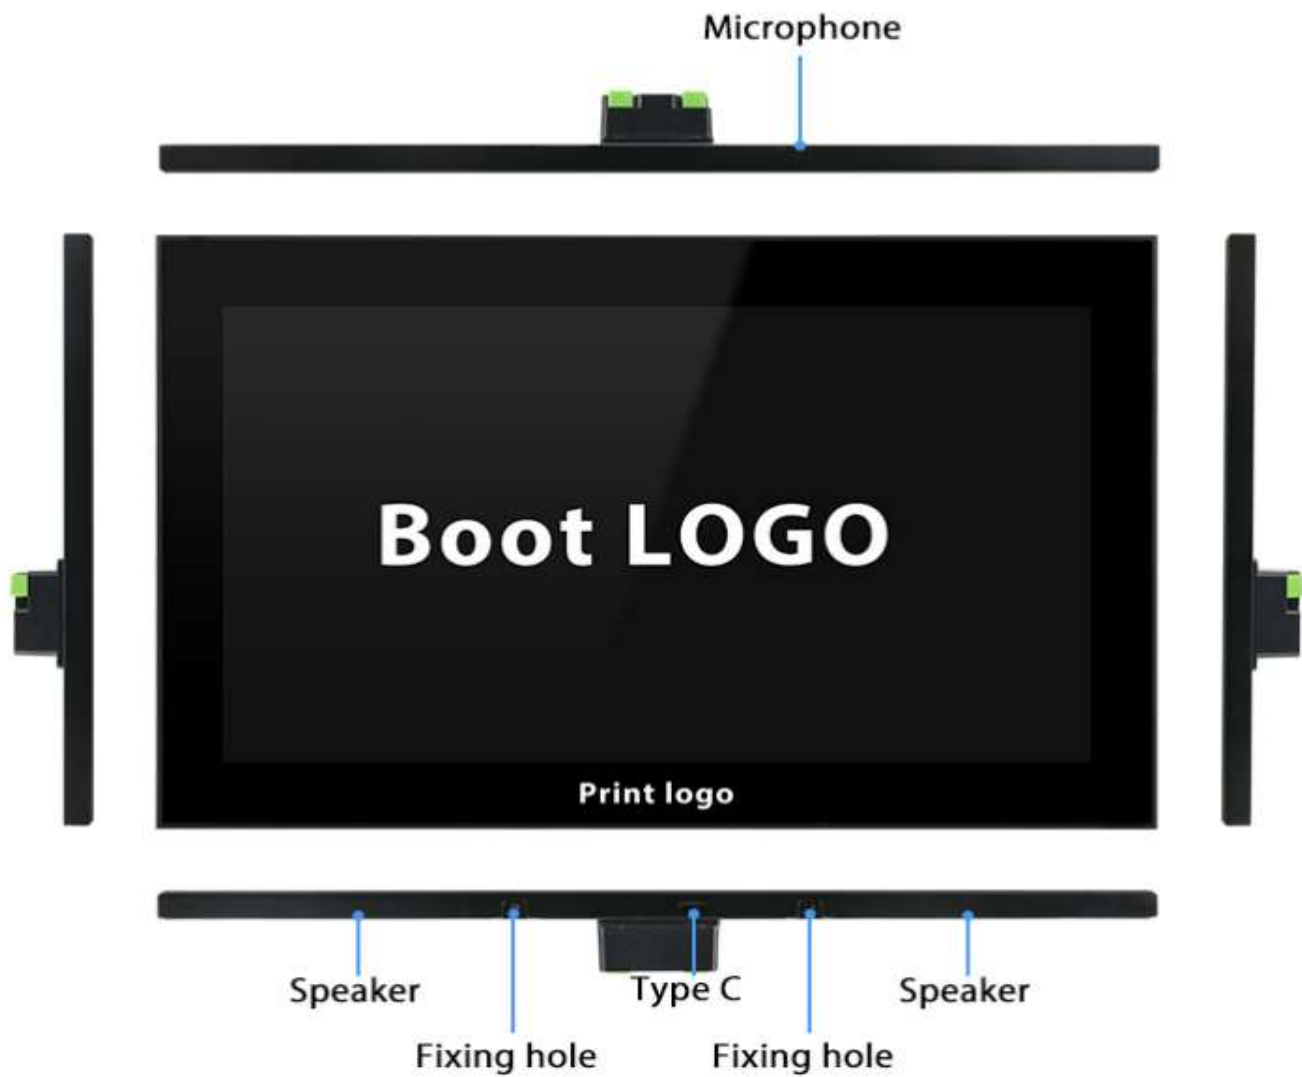 Microphone
Boot LOGO
Print logo
Speaker
Type C
Speaker
Fixing hole
Fixing hole